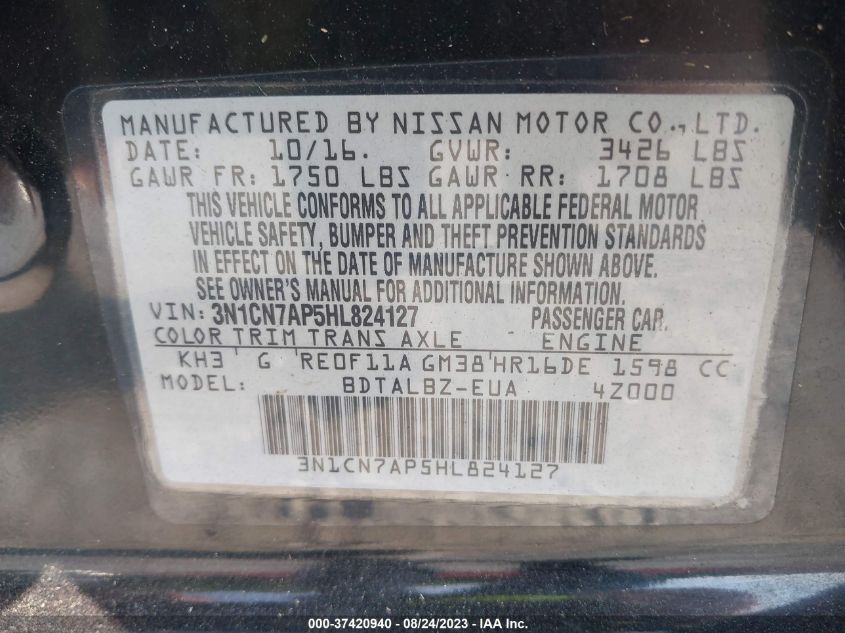 MANUFACTURED BY NISSAN MOTOR CO., LTD.
DATE: 10/16. GVWR: 3426 LBS
GAWR FR: 1750 LBS GAWR RR: 1708 LBS
THIS VEHICLE CONFORMS TO ALL APPLICABLE FEDERAL MOTOR
VEHICLE SAFETY, BUMPER AND THEFT PREVENTION STANDARDS
IN EFFECT ON THE DATE OF MANUFACTURE SHOWN ABOVE.
SEE OWNER'S MANUAL FOR ADDITIONAL INFORMATION.
VIN: 3N1CN7AP5HL824127 PASSENGER CAR.
COLOR TRIM TRANS AXLE ENGINE
KH3 G RE0F11A GM38 HR16DE 1598 CC
MODEL: BDTALBZ-EUA 4Z000
3N1CN7AP5HL824127
000-37420940 - 08/24/2023 - IAA Inc.